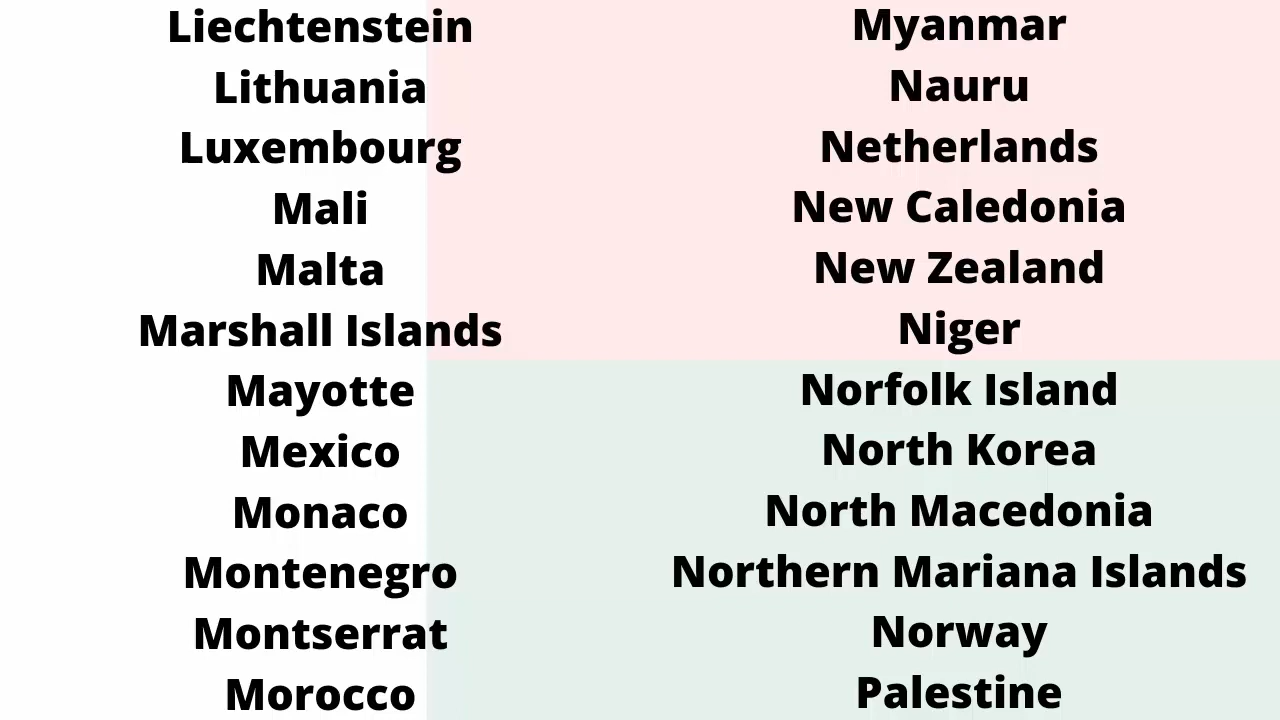 Liechtenstein
Lithuania
Luxembourg
Mali
Malta
Marshall Islands
Mayotte
Mexico
Monaco
Montenegro
Montserrat
Morocco
Myanmar
Nauru
Netherlands
New Caledonia
New Zealand
Niger
Norfolk Island
North Korea
North Macedonia
Northern Mariana Islands
Norway
Palestine